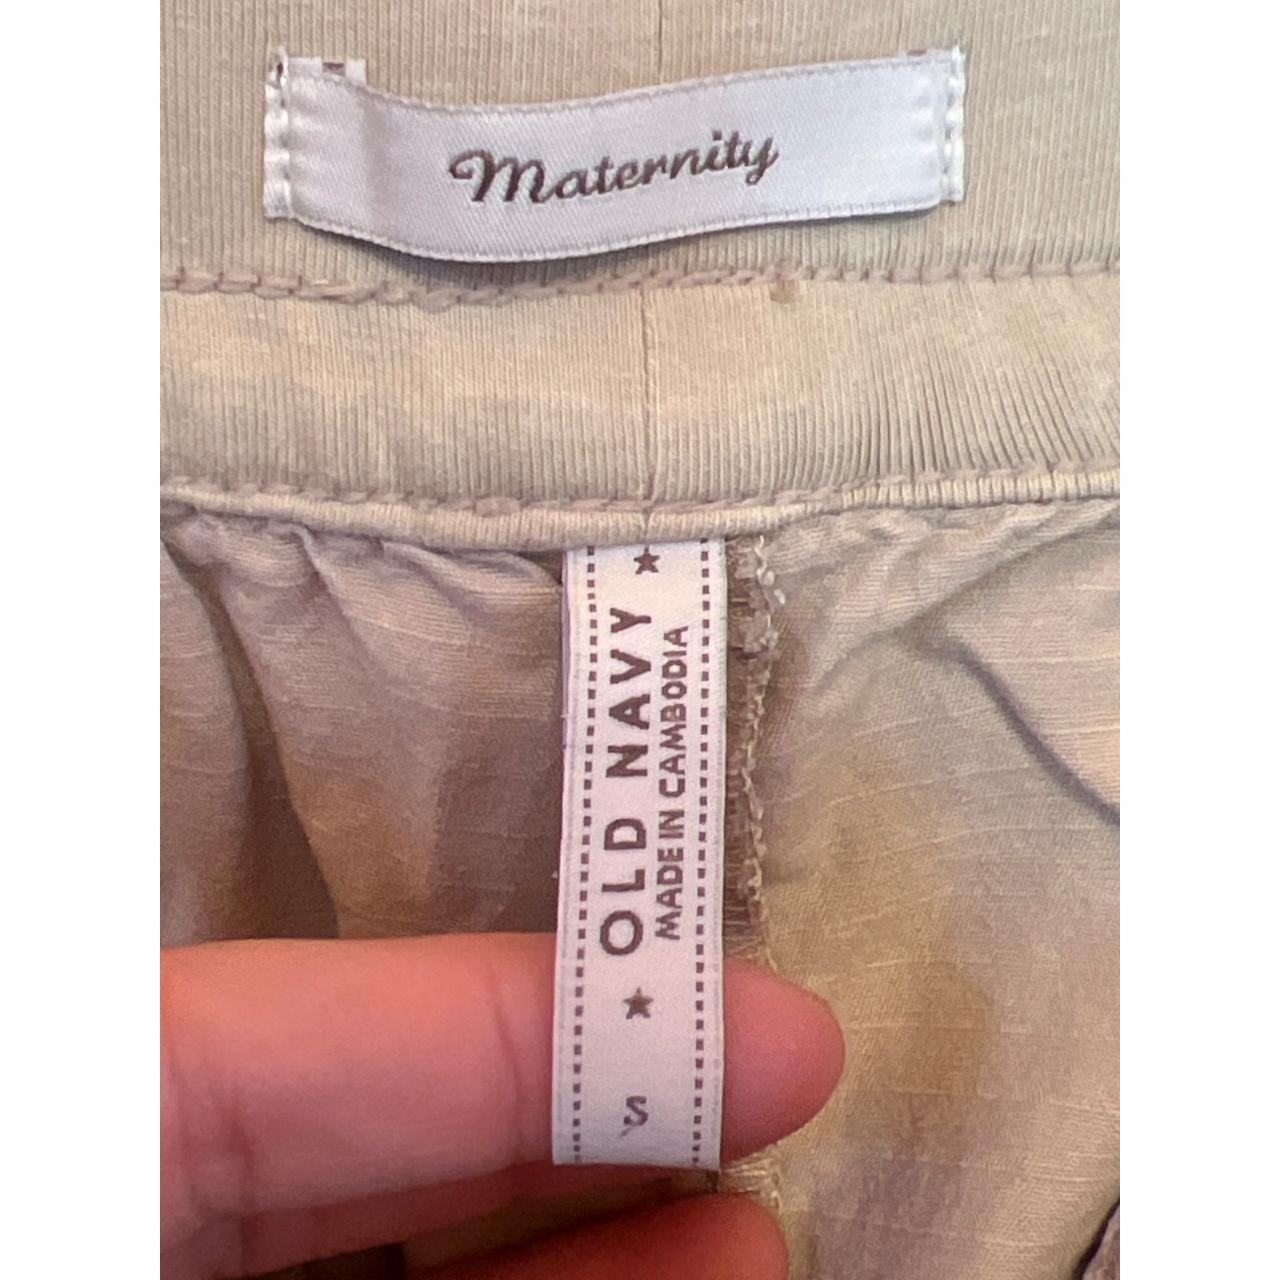 Maternity
★ OLD NAVY ★
MADE IN CAMBODIA
S